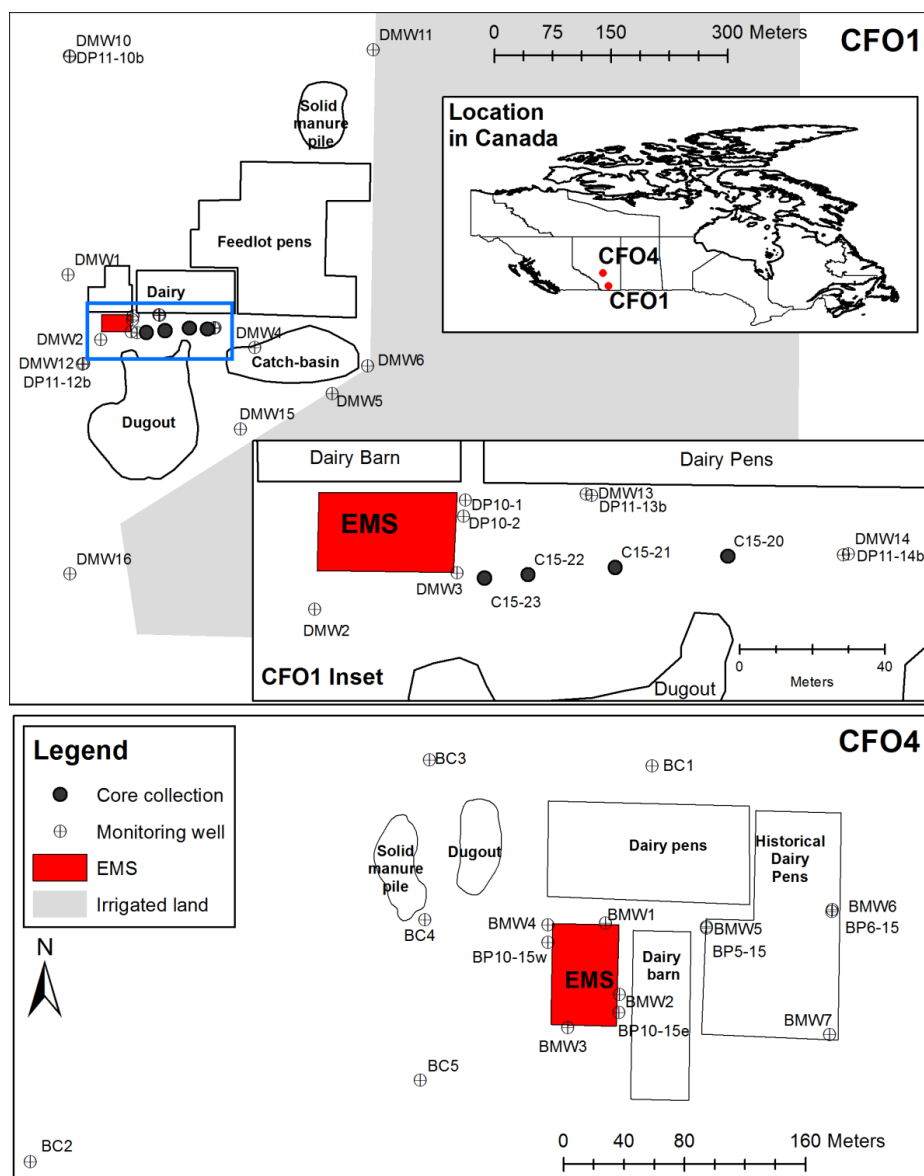 DMW10
DP11-10b
DMW11
0 75 150 300 Meters
CFO1
Solid
manure
pile
Location
in Canada
CFO4
CFO1
Feedlot pens
DMW1
Dairy
DMW2
DMW4
DMW12
DP11-12b
Catch-basin
DMW6
DMW5
Dugout
DMW15
DMW16
Dairy Barn
Dairy Pens
EMS
DP10-1
DP10-2
DMW13
DP11-13b
DMW14
DP11-14b
C15-20
C15-21
C15-22
DMW3
C15-23
DMW2
0 40
Meters
Dugout
CFO1 Inset
CFO4
Legend
Core collection
Monitoring well
EMS
Irrigated land
N
BC3
BC1
Solid
manure
pile
Dugout
Dairy pens
Historical
Dairy
Pens
BC4
BMW4
BMW1
BMW5
BP5-15
BMW6
BP6-15
BP10-15w
EMS
Dairy
barn
BMW2
BP10-15e
BMW3
BMW7
BC5
BC2
0 40 80 160 Meters